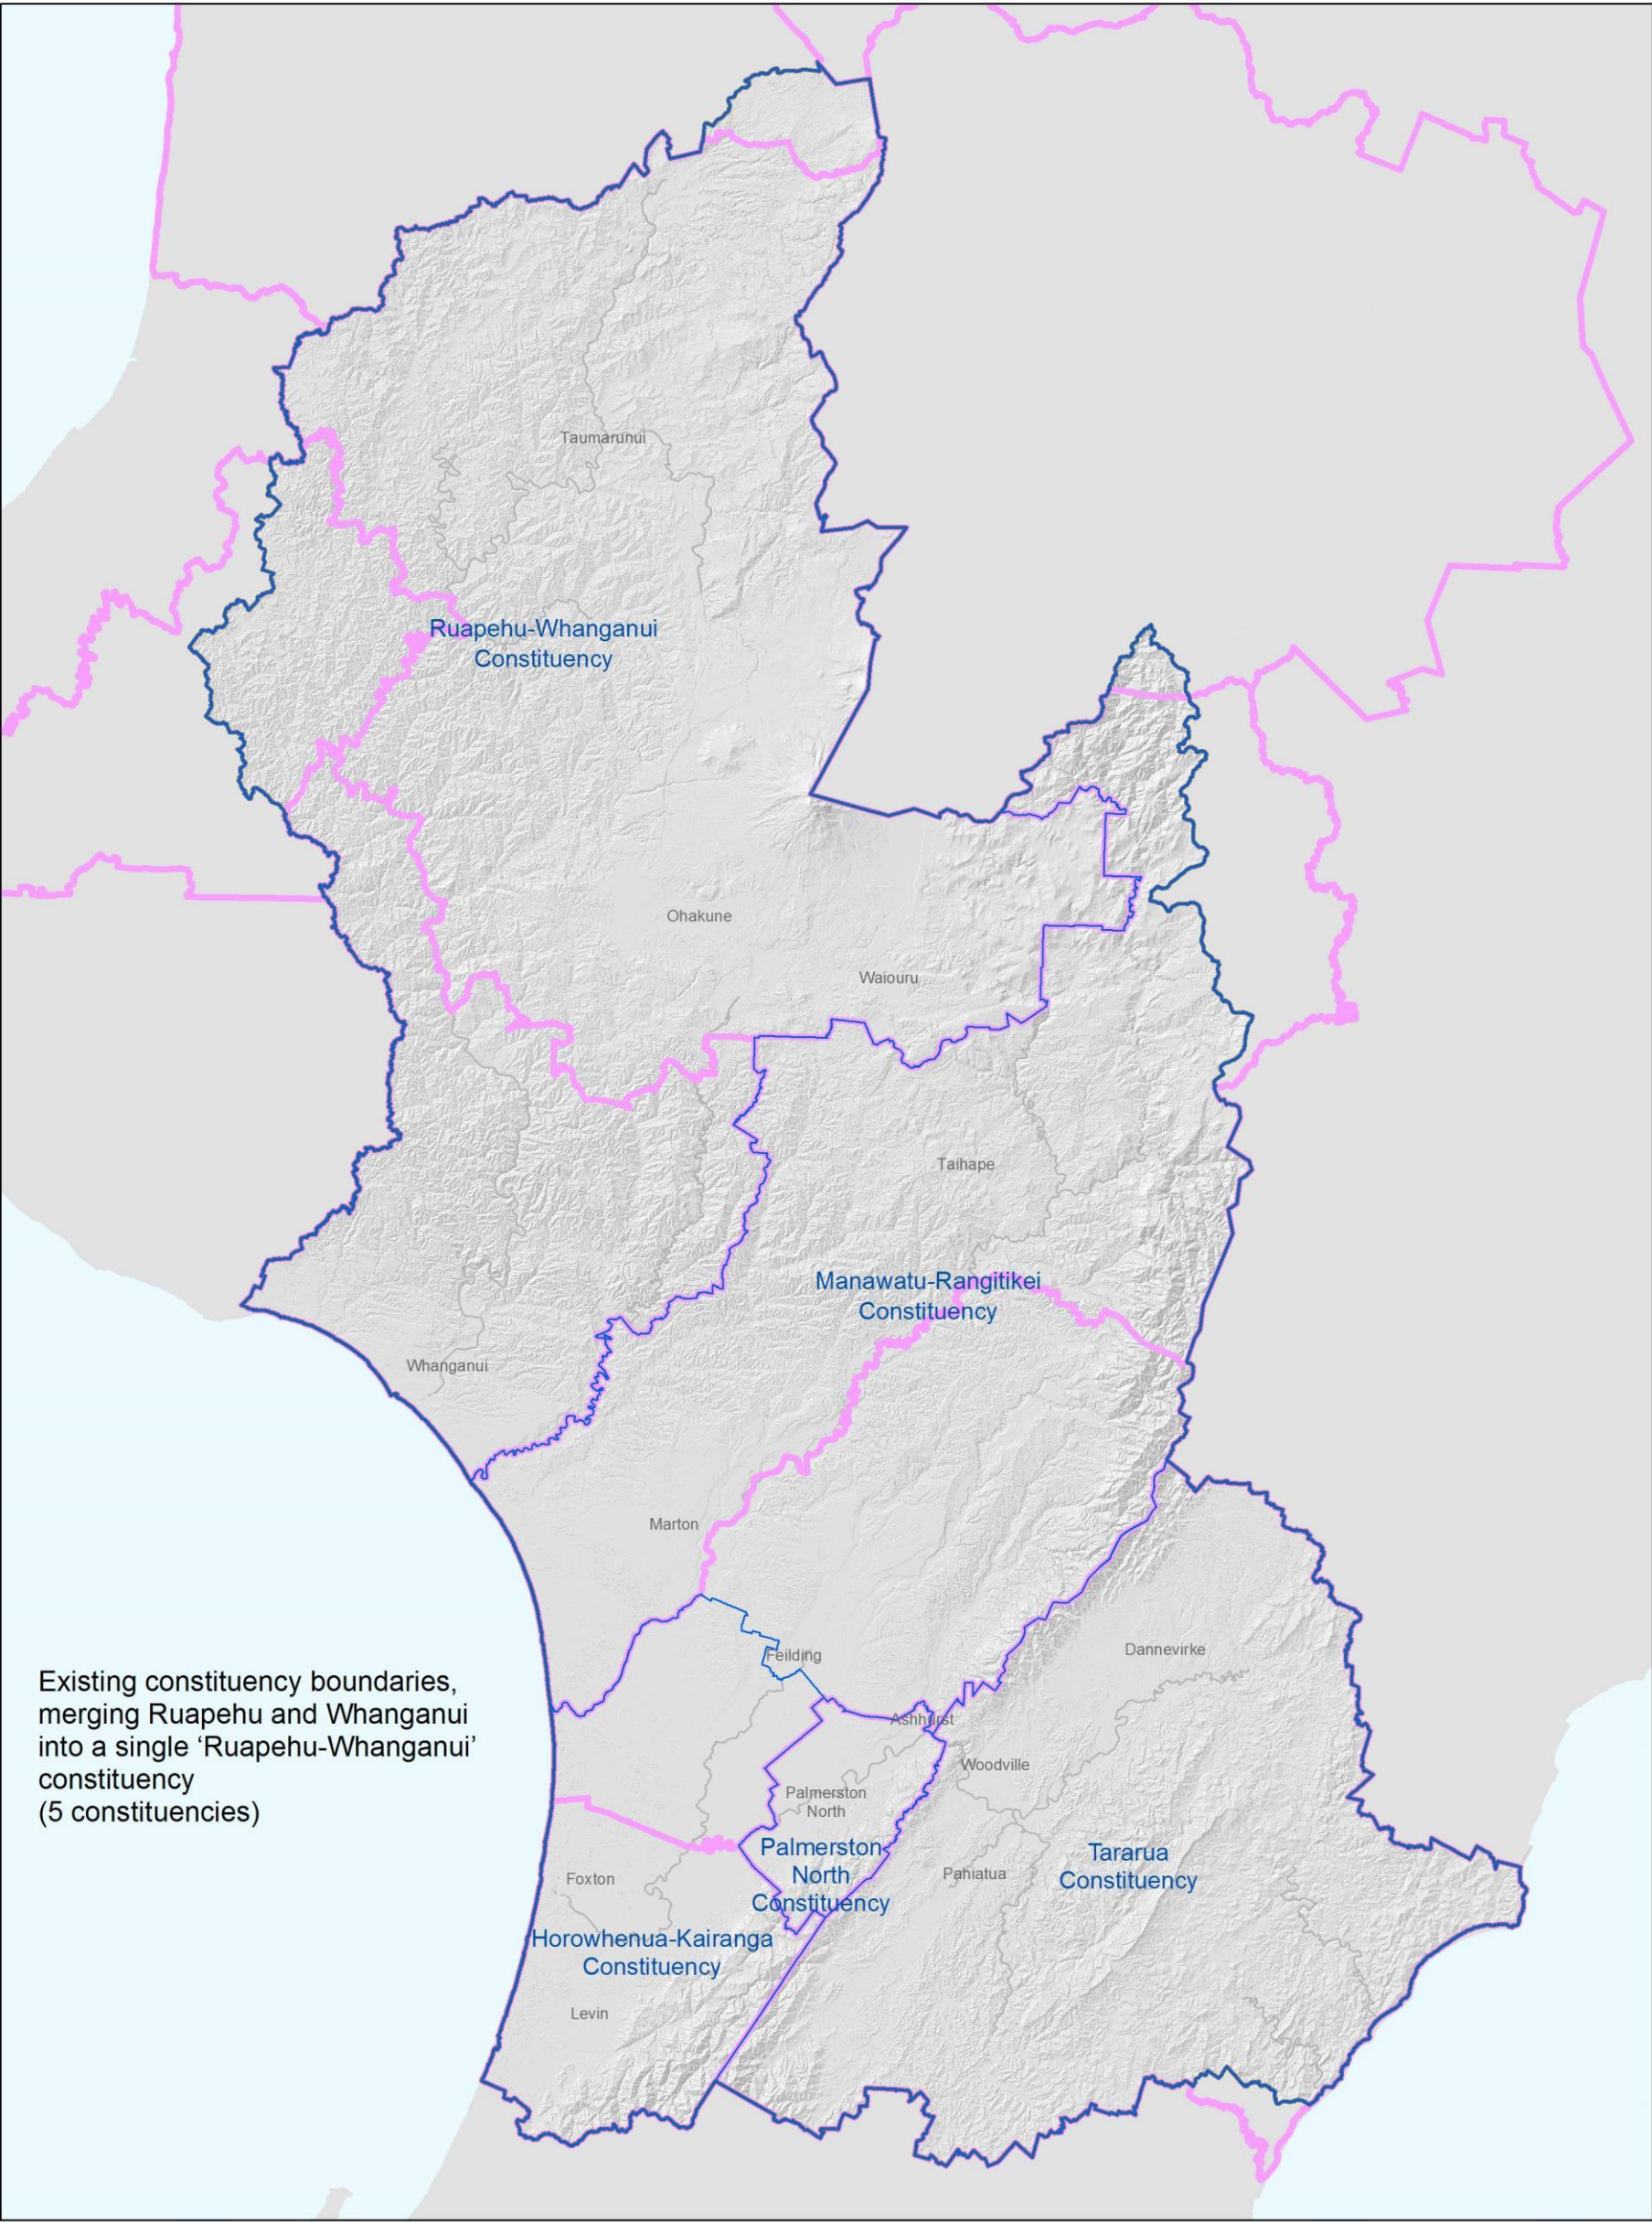 Taumarunui
Ruapehu-Whanganui
Constituency
Ohakune
Waiouru
Taihape
Manawatu-Rangitikei
Constituency
Whanganui
Marton
Feilding
Dannevirke
Existing constituency boundaries,
merging Ruapehu and Whanganui
into a single ‘Ruapehu-Whanganui’
constituency
(5 constituencies)
Ashhurst
Woodville
Palmerston
North
Palmerston
North
Constituency
Tararua
Constituency
Pahiatua
Foxton
Horowhenua-Kairanga
Constituency
Levin